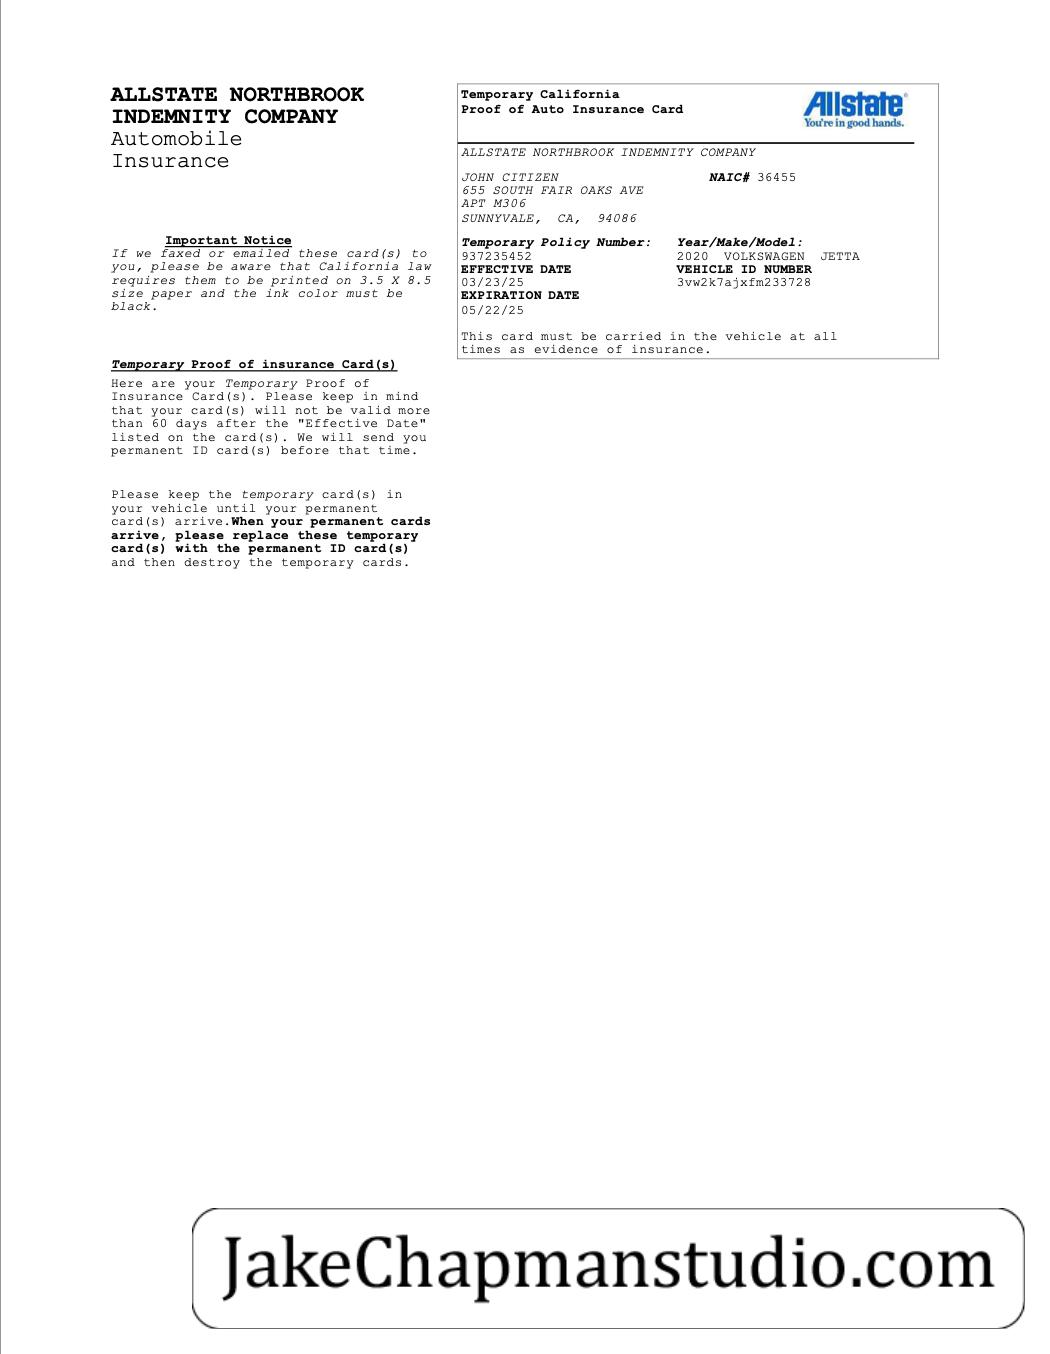 ALLSTATE NORTHBROOK
INDEMNITY COMPANY
Automobile
Insurance
Important Notice
If we faxed or emailed these card(s) to
you, please be aware that California law
requires them to be printed on 3.5 X 8.5
size paper and the ink color must be
black.
Temporary Proof of insurance Card(s)
Here are your Temporary Proof of
Insurance Card(s). Please keep in mind
that your card(s) will not be valid more
than 60 days after the "Effective Date"
listed on the card(s). We will send you
permanent ID card(s) before that time.
Please keep the temporary card(s) in
your vehicle until your permanent
card(s) arrive.When your permanent cards
arrive, please replace these temporary
card(s) with the permanent ID card(s)
and then destroy the temporary cards.
Temporary California
Proof of Auto Insurance Card
Allstate®
You're in good hands.
ALLSTATE NORTHBROOK INDEMNITY COMPANY
JOHN CITIZEN NAIC# 36455
655 SOUTH FAIR OAKS AVE
APT M306
SUNNYVALE, CA, 94086
Temporary Policy Number: Year/Make/Model:
937235452 2020 VOLKSWAGEN JETTA
EFFECTIVE DATE VEHICLE ID NUMBER
03/23/25 3vw2k7ajxfm233728
EXPIRATION DATE
05/22/25
This card must be carried in the vehicle at all
times as evidence of insurance.
JakeChapmanstudio.com